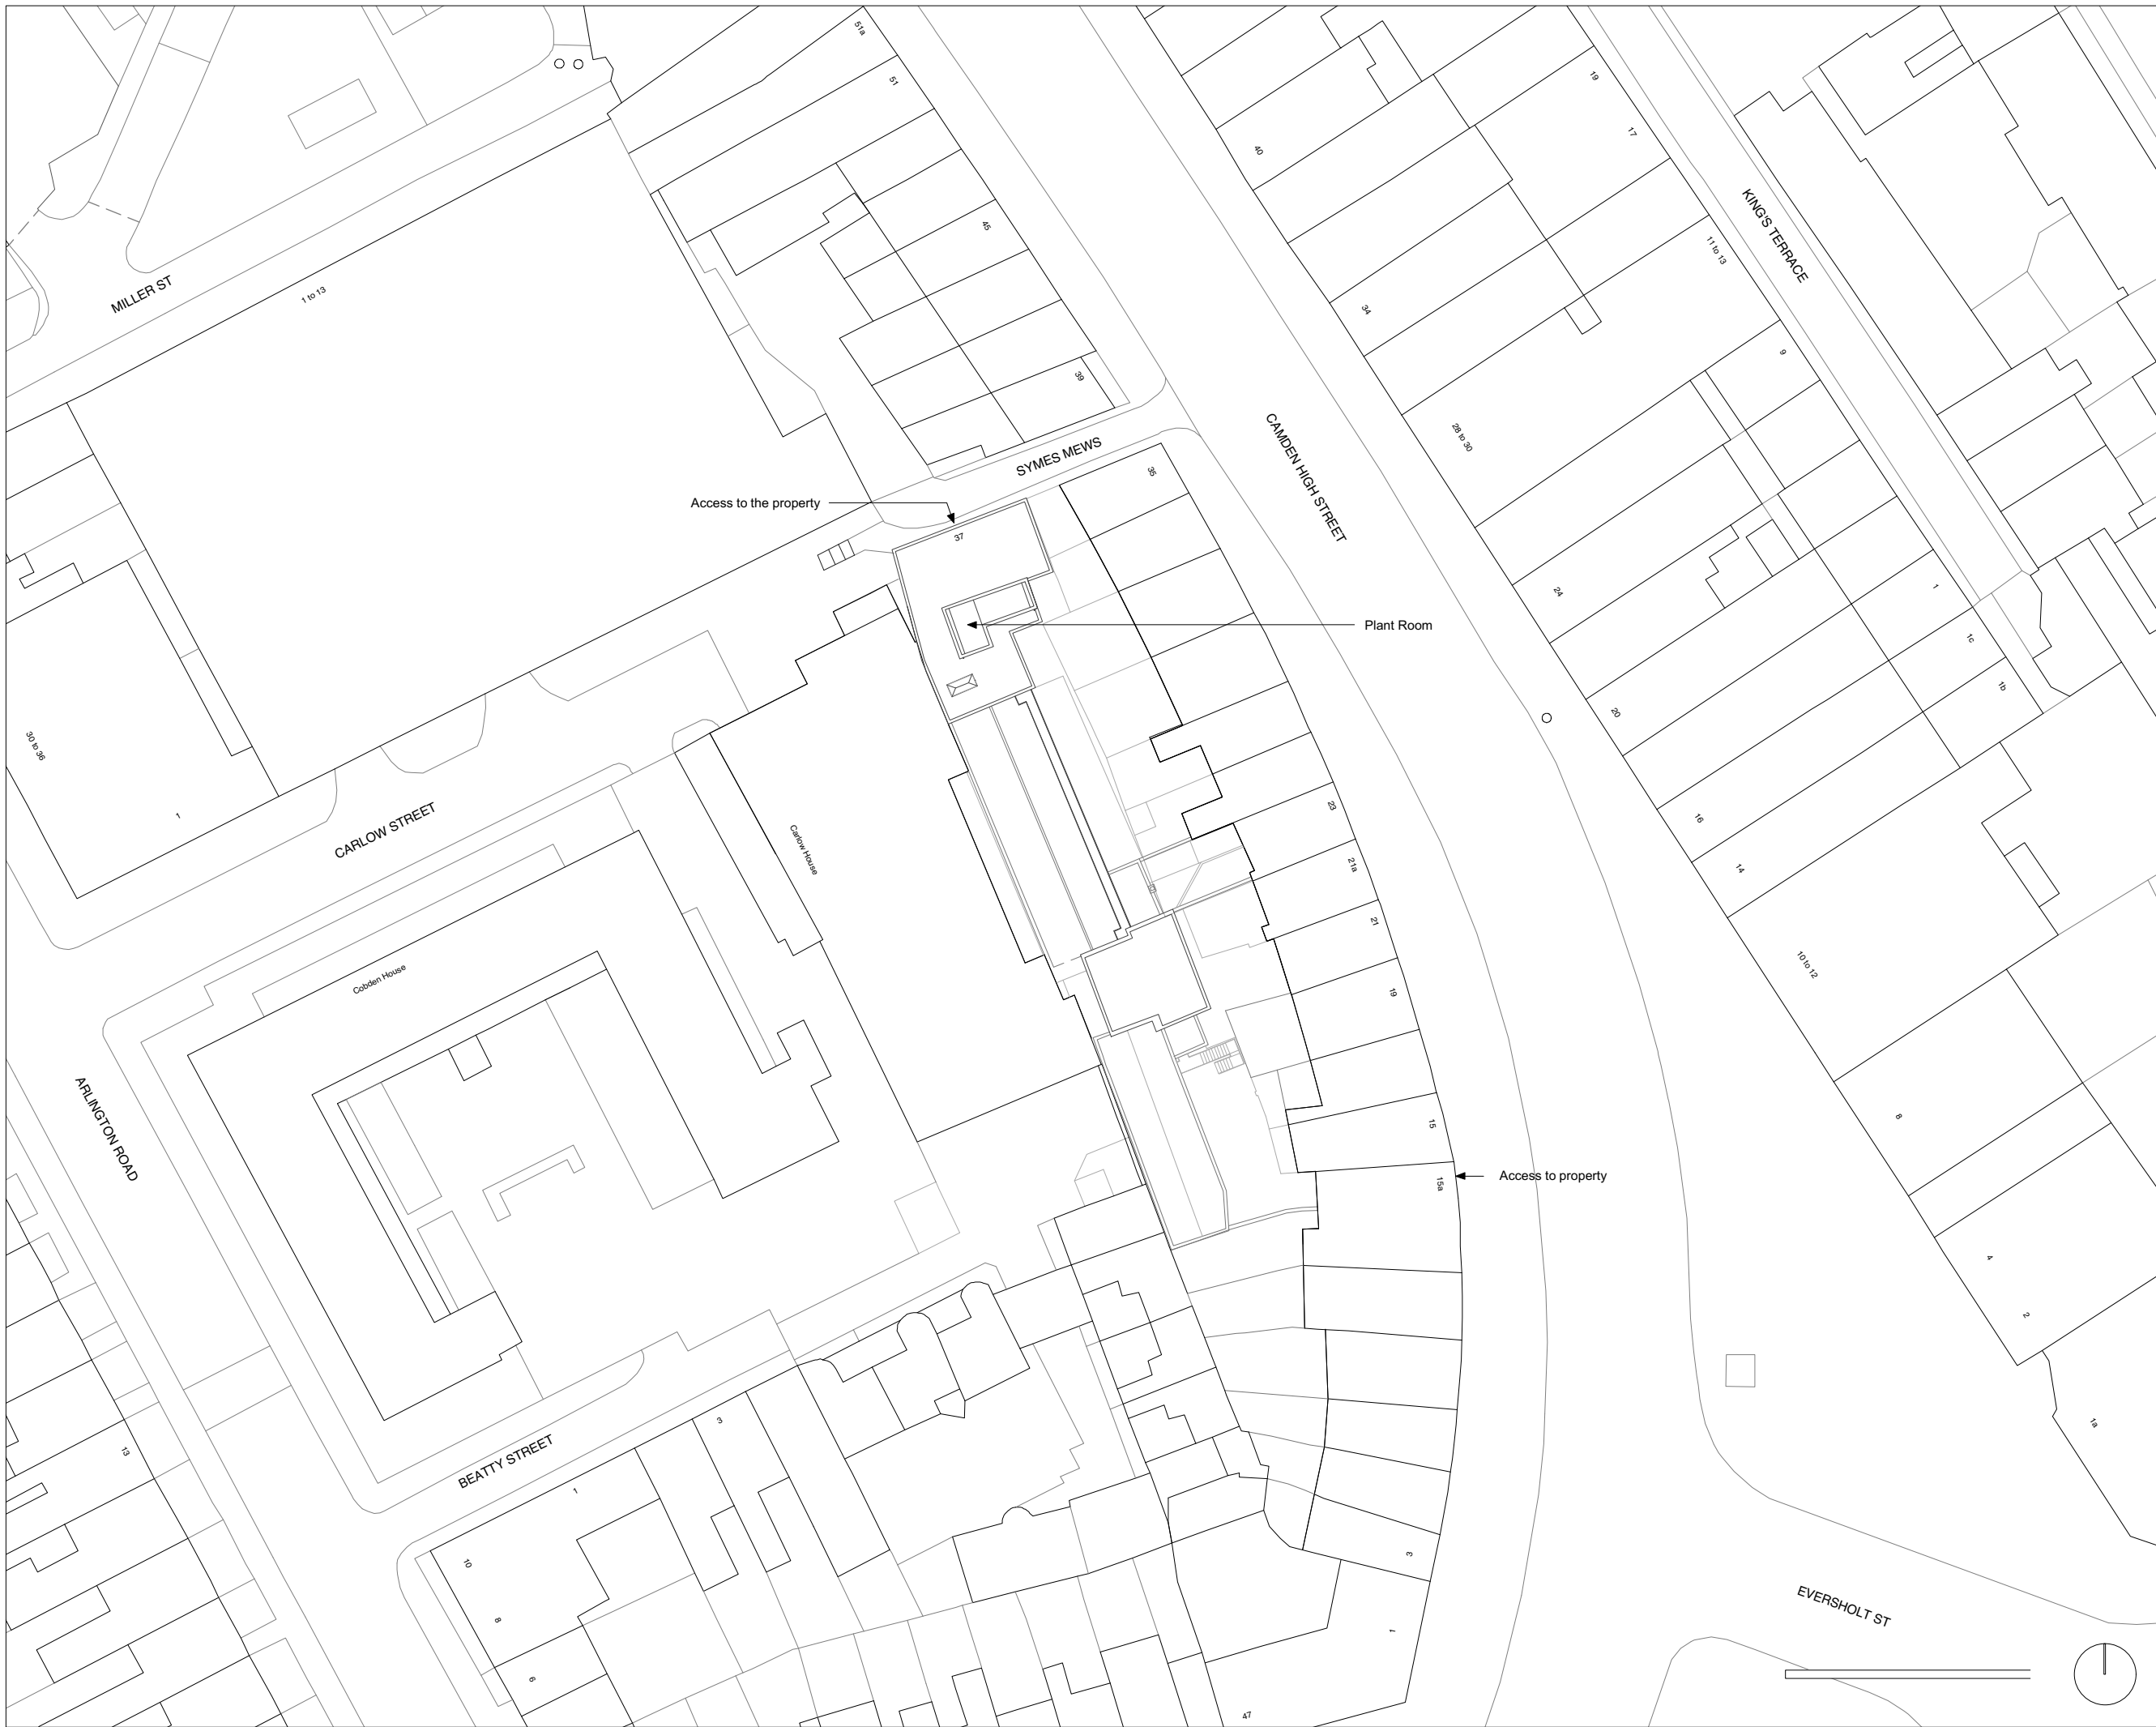 51a
51
19
17
40
45
KING'S TERRACE
11 to 13
MILLER ST
1 to 13
34
9
39
CAMDEN HIGH STREET
28 to 30
SYMES MEWS
35
Access to the property
37
24
1
Plant Room
1c
1b
20
30 to 36
23
1
CARLOW STREET
Carlow House
16
21a
14
21
10 to 12
Cobden House
19
ARLINGTON ROAD
15
8
Access to property
15a
4
2
3
13
1a
BEATTY STREET
1
10
3
EVERSHOLT ST
8
1
6
47